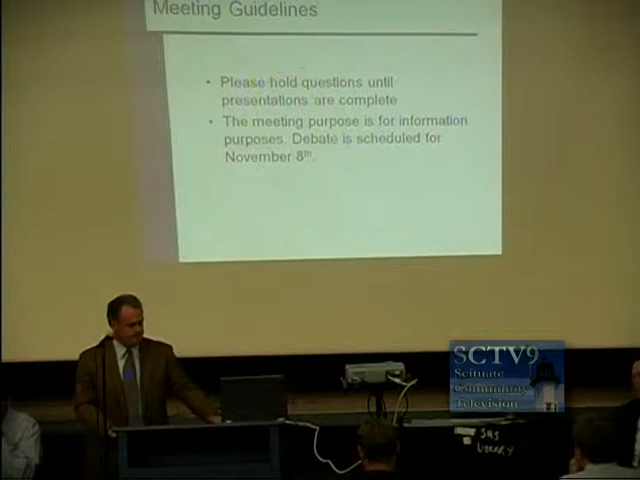 Meeting Guidelines
• Please hold questions until
presentations are complete
• The meeting purpose is for information
purposes. Debate is scheduled for
November 8th.
SCTV9
Scituate
Community
Television
SHS
LIBRARY